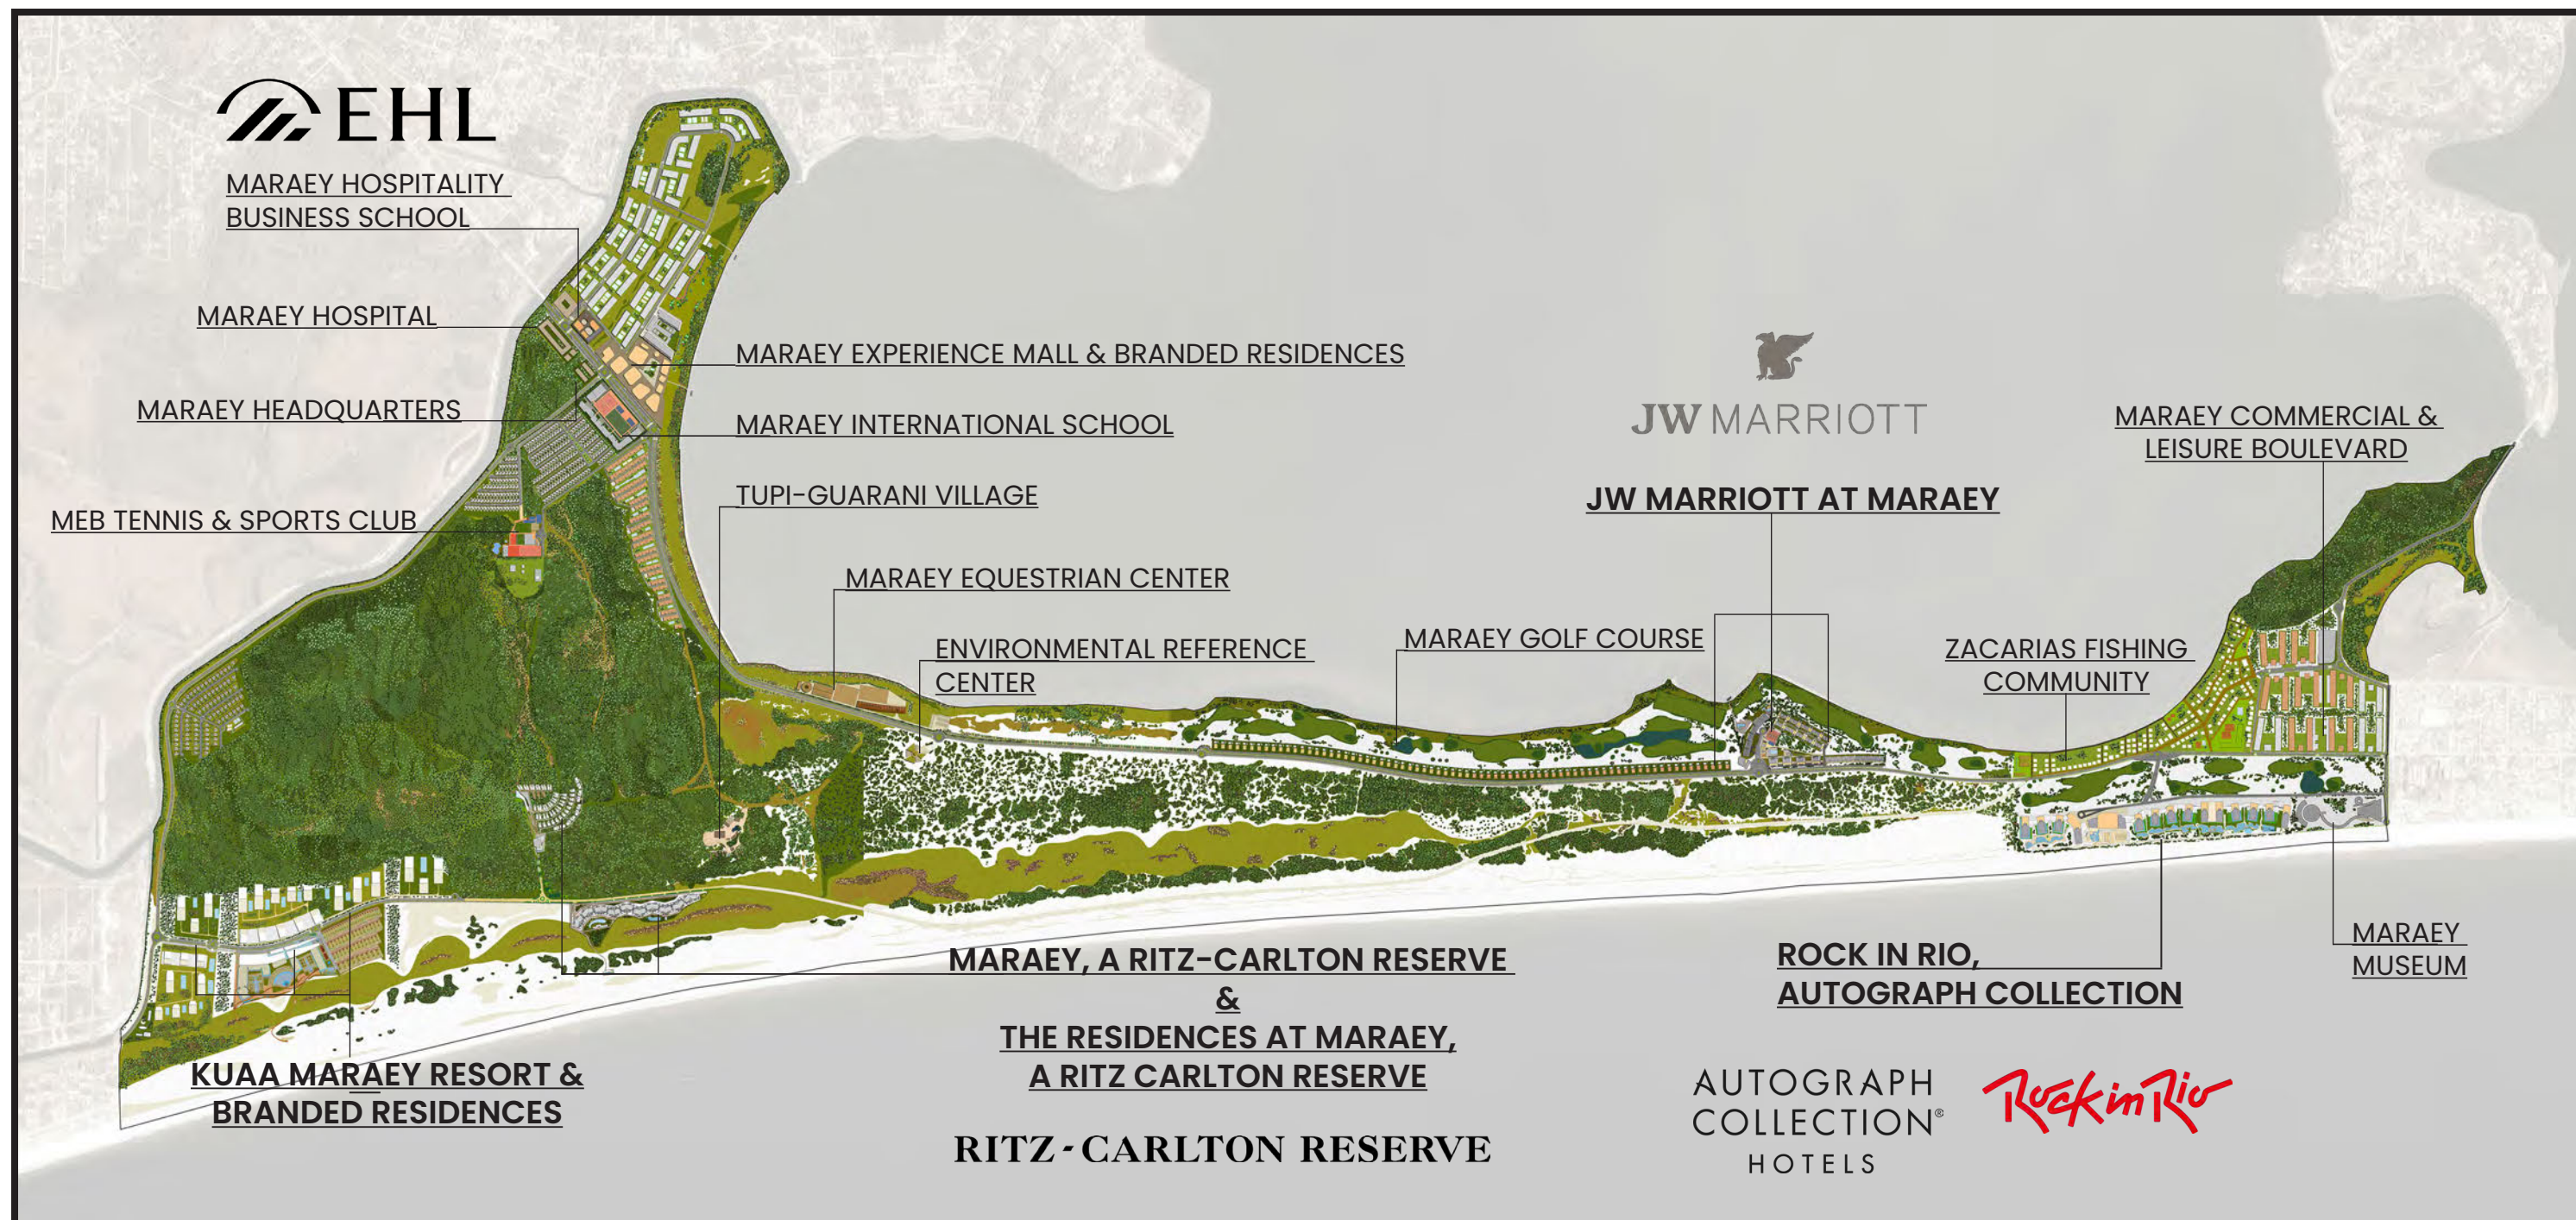 EHL
MARAEY HOSPITALITY
BUSINESS SCHOOL
MARAEY HOSPITAL
MARAEY HEADQUARTERS
MEB TENNIS & SPORTS CLUB
MARAEY EXPERIENCE MALL & BRANDED RESIDENCES
MARAEY INTERNATIONAL SCHOOL
TUPI-GUARANI VILLAGE
MARAEY EQUESTRIAN CENTER
ENVIRONMENTAL REFERENCE
CENTER
MARAEY GOLF COURSE
JW MARRIOTT
JW MARRIOTT AT MARAEY
MARAEY COMMERCIAL &
LEISURE BOULEVARD
ZACARIAS FISHING
COMMUNITY
KUAA MARAEY RESORT &
BRANDED RESIDENCES
MARAEY, A RITZ-CARLTON RESERVE
&
THE RESIDENCES AT MARAEY,
A RITZ CARLTON RESERVE
RITZ-CARLTON RESERVE
ROCK IN RIO,
AUTOGRAPH COLLECTION
MARAEY
MUSEUM
AUTOGRAPH
COLLECTION®
HOTELS
Rock in Rio